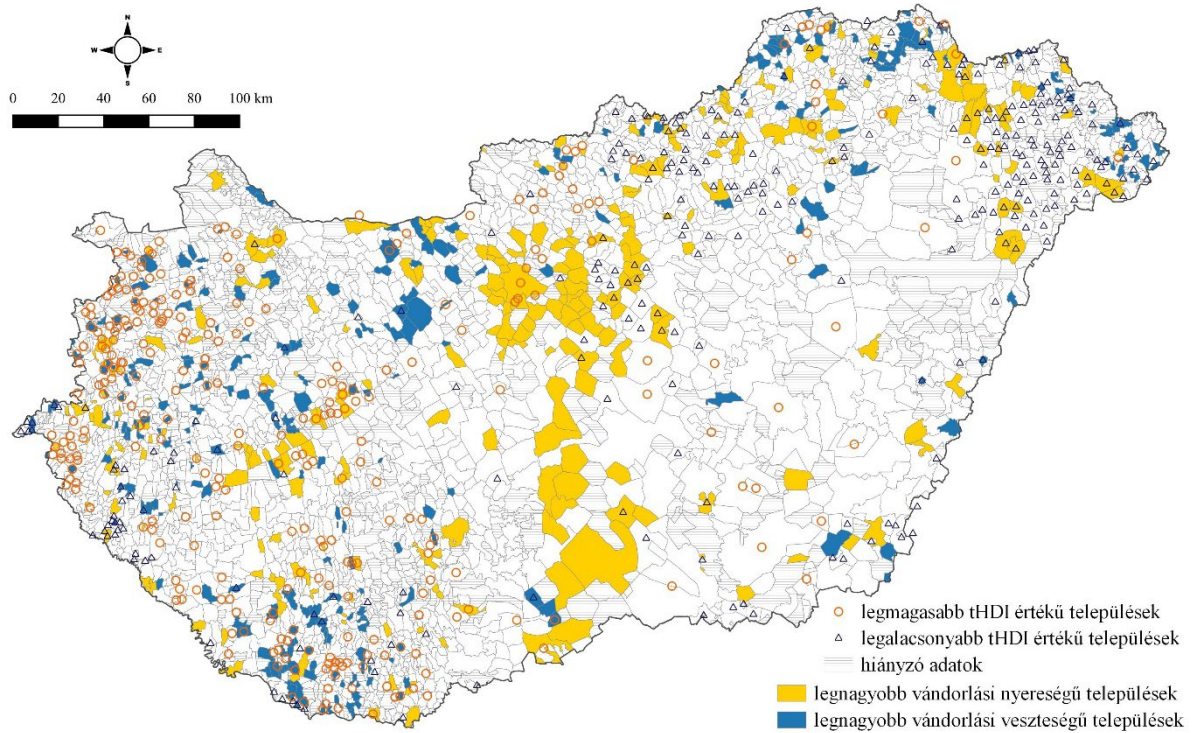 N
W E
S
0 20 40 60 80 100 km
legmagasabb tHDI értékű települések
legalacsonyabb tHDI értékű települések
hiányzó adatok
legnagyobb vándorlási nyereségű települések
legnagyobb vándorlási veszteségű települések